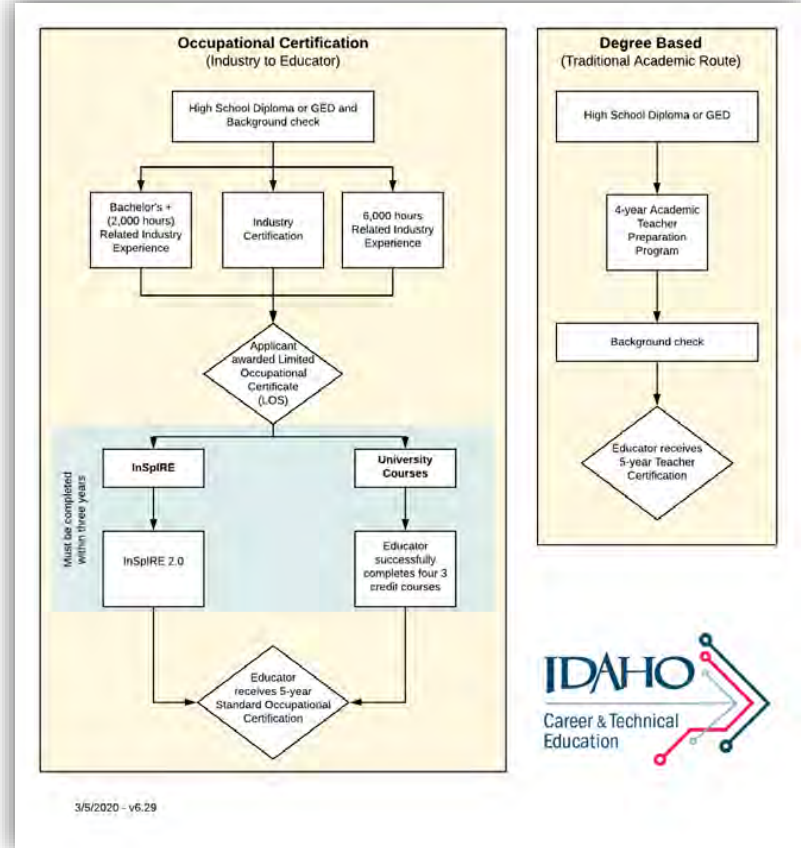 Occupational Certification
(Industry to Educator)
High School Diploma or GED and
Background check
Bachelor's +
(2,000 hours)
Related Industry
Experience
Industry
Certification
6,000 hours
Related Industry
Experience
Applicant
awarded Limited
Occupational
Certificate
(LOS)
Must be completed
within three years
InSpIRE
University
Courses
InSpIRE 2.0
Educator
successfully
completes four 3
credit courses
Educator
receives 5-year
Standard Occupational
Certification
Degree Based
(Traditional Academic Route)
High School Diploma or GED
4-year Academic
Teacher
Preparation
Program
Background check
Educator receives
5-year Teacher
Certification
IDAHO
Career & Technical
Education
3/5/2020 - v6.29